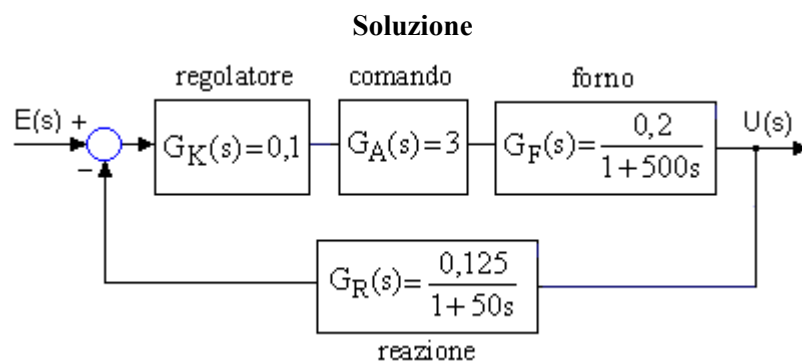 Soluzione
regolatore comando forno
E(s) + G_K(s)=0,1 G_A(s)=3 G_F(s)= 0,2 / 1+500s U(s)
−
G_R(s)= 0,125 / 1+50s
reazione